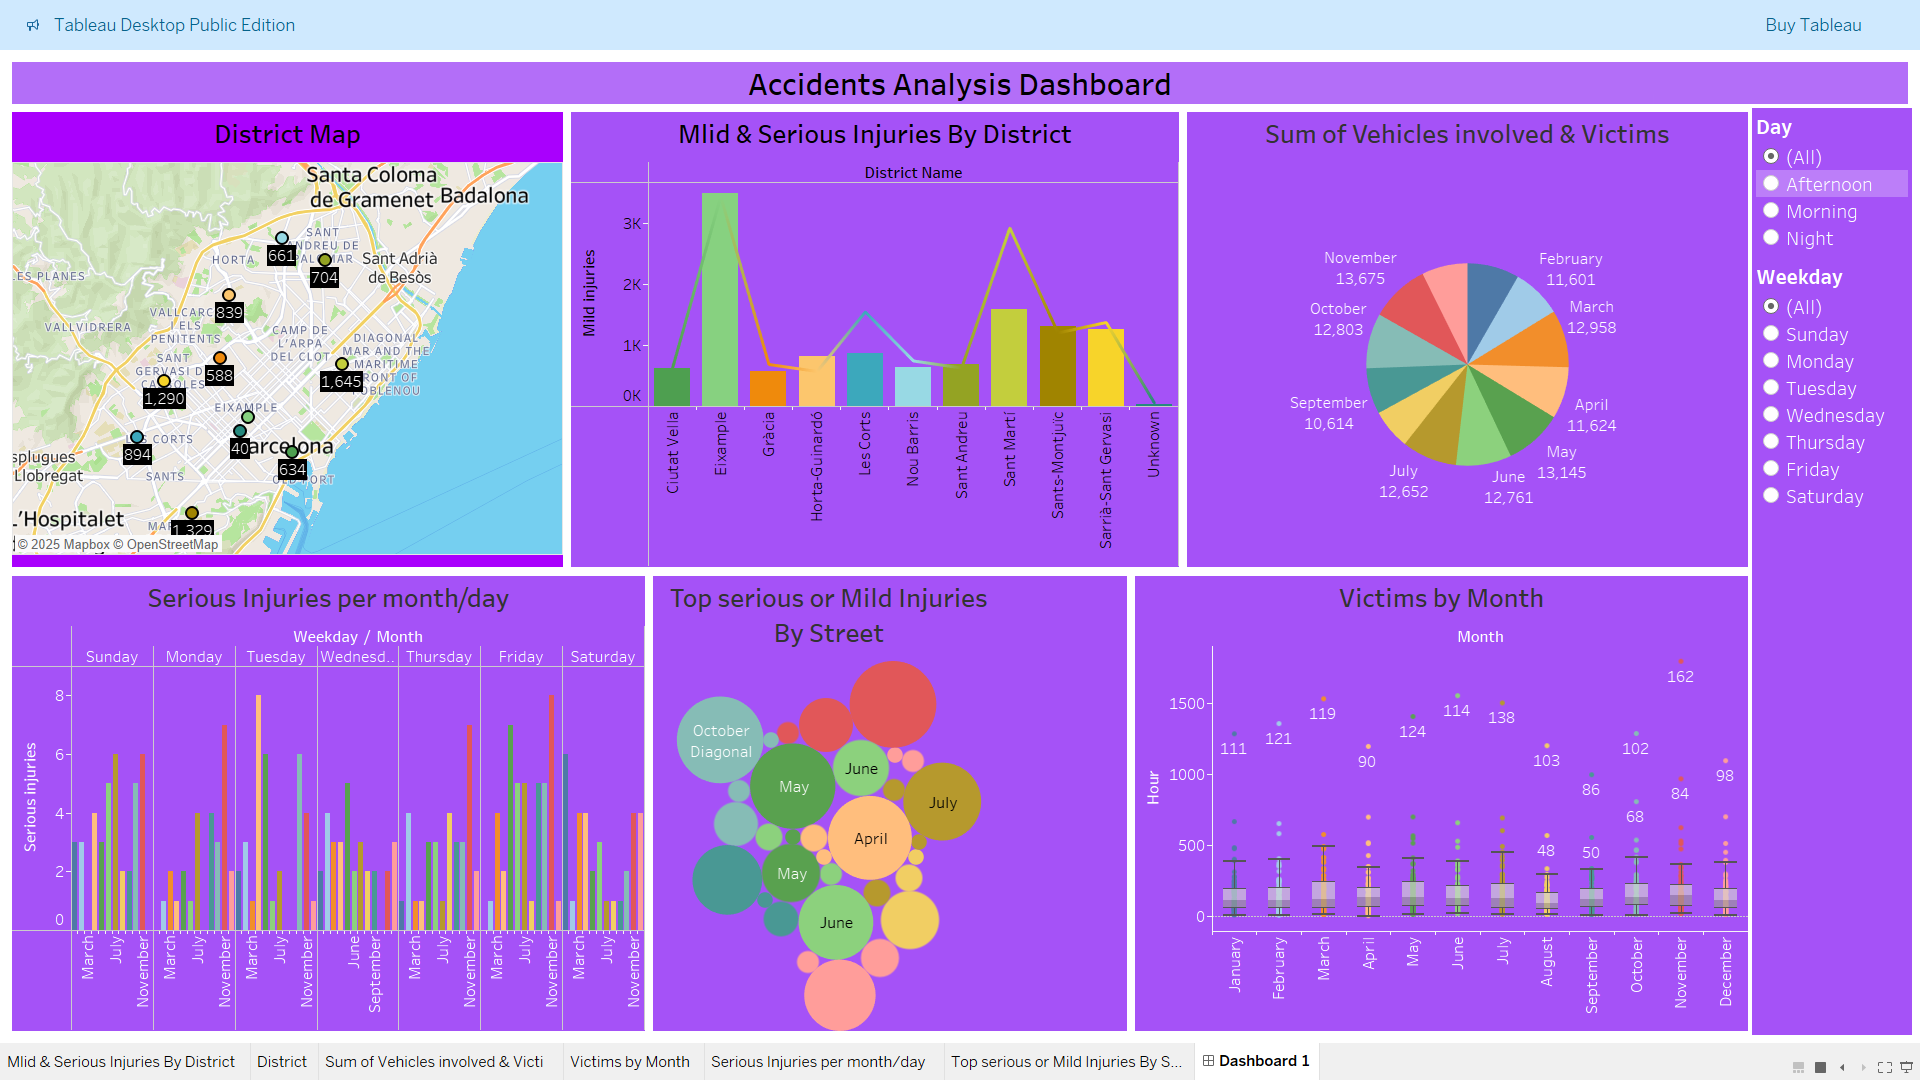 Tableau Desktop Public Edition
Buy Tableau
Accidents Analysis Dashboard
District Map
Santa Coloma
de Gramenet
Badalona
SANT
ANDREU DE
PALOMAR
661
HORTA
704
Sant Adrià
de Besòs
ES PLANES
839
VALLVIDRERA
VALLCARC
I ELS
PENITENTS
CAMP DE
L'ARPA
DEL CLOT
DIAGONAL
MAR AND THE
MARITIME
FRONT OF
POBLENOU
SANT
GERVASI D
588
1,645
1,290
EIXAMPLE
40
arcelona
CORTS
894
634
splugues
Llobregat
SANTS
OLD PORT
L'Hospitalet
1,329
© 2025 Mapbox © OpenStreetMap
Mlid & Serious Injuries By District
District Name
Mild injuries
3K
2K
1K
0K
Ciutat Vella
Eixample
Gràcia
Horta-Guinardó
Les Corts
Nou Barris
Sant Andreu
Sant Martí
Sants-Montjuïc
Sarrià-Sant Gervasi
Unknown
Sum of Vehicles involved & Victims
November
13,675
February
11,601
October
12,803
March
12,958
September
10,614
April
11,624
May
13,145
July
12,652
June
12,761
Day
(All)
Afternoon
Morning
Night
Weekday
(All)
Sunday
Monday
Tuesday
Wednesday
Thursday
Friday
Saturday
Serious Injuries per month/day
Weekday / Month
Sunday
Monday
Tuesday
Wednesd..
Thursday
Friday
Saturday
Serious injuries
8
6
4
2
0
March
July
November
March
July
November
March
July
November
June
September
March
July
November
March
July
November
March
July
November
Top serious or Mild Injuries
By Street
October
Diagonal
May
June
July
April
May
June
Victims by Month
Month
Hour
1500
1000
500
0
111
121
119
90
124
114
138
103
48
86
50
102
68
162
84
98
January
February
March
April
May
June
July
August
September
October
November
December
Mlid & Serious Injuries By District
District
Sum of Vehicles involved & Victi
Victims by Month
Serious Injuries per month/day
Top serious or Mild Injuries By S...
Dashboard 1